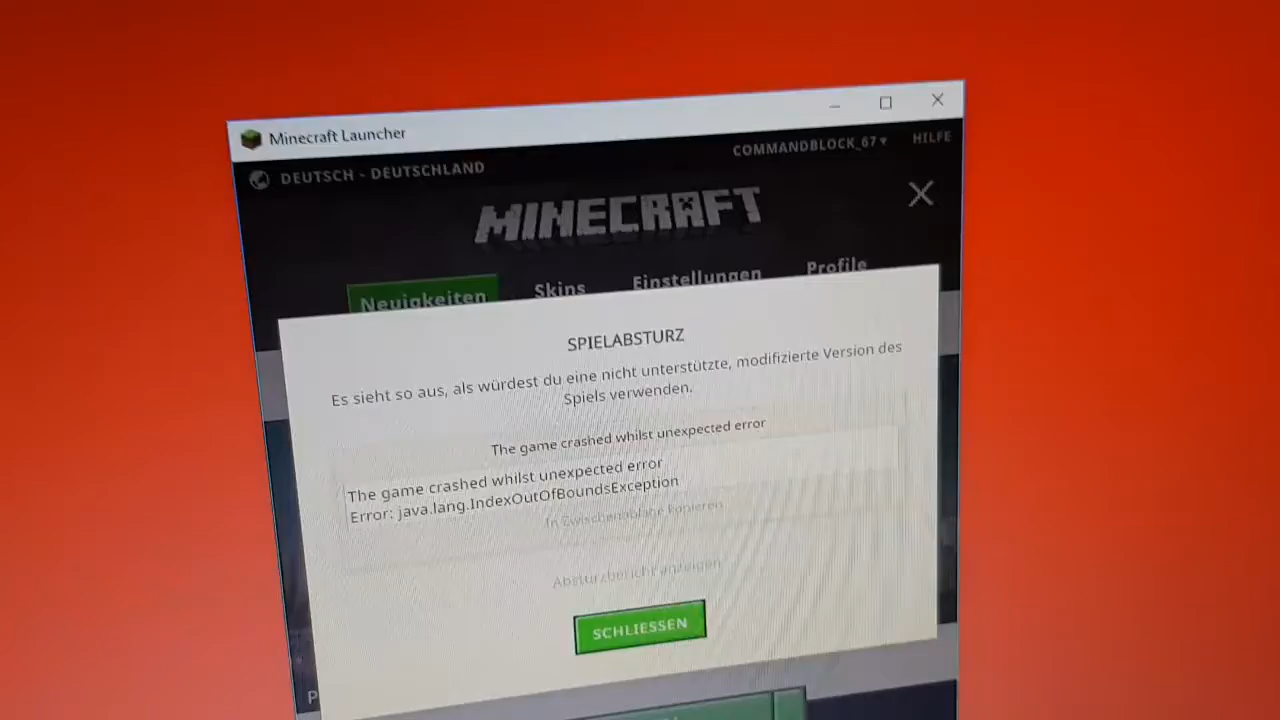 Minecraft Launcher
DEUTSCH - DEUTSCHLAND
COMMANDBLOCK_67
HILFE
MINECRAFT
Neuigkeiten
Skins
Einstellungen
Profile
SPIELABSTURZ
Es sieht so aus, als würdest du eine nicht unterstützte, modifizierte Version des
Spiels verwenden.
The game crashed whilst unexpected error
The game crashed whilst unexpected error
Error: java.lang.IndexOutOfBoundsException
In Zwischenablage kopieren
Absturzbericht anzeigen
SCHLIESSEN